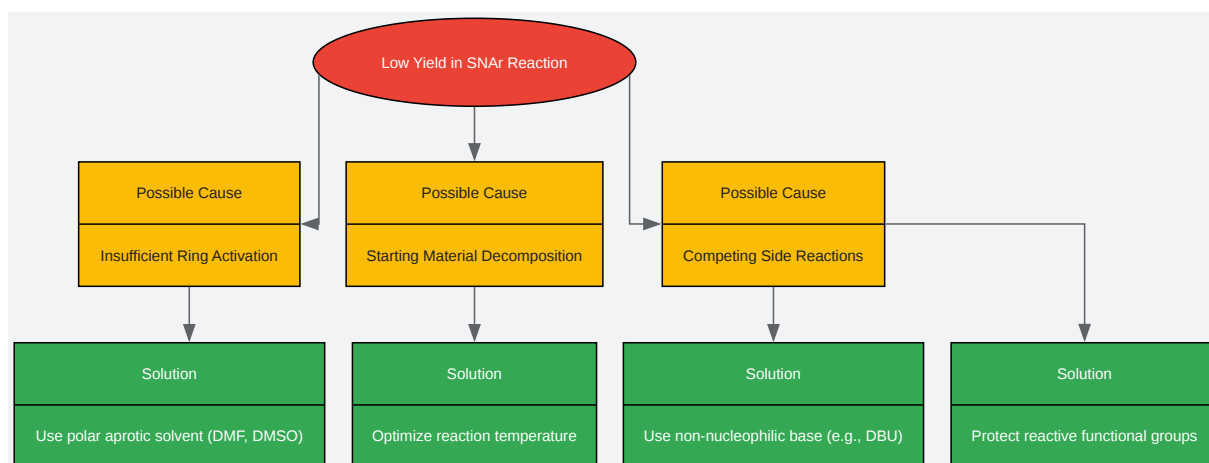 Low Yield in SNAr Reaction
Possible Cause
Insufficient Ring Activation
Possible Cause
Starting Material Decomposition
Possible Cause
Competing Side Reactions
Solution
Use polar aprotic solvent (DMF, DMSO)
Solution
Optimize reaction temperature
Solution
Use non-nucleophilic base (e.g., DBU)
Solution
Protect reactive functional groups